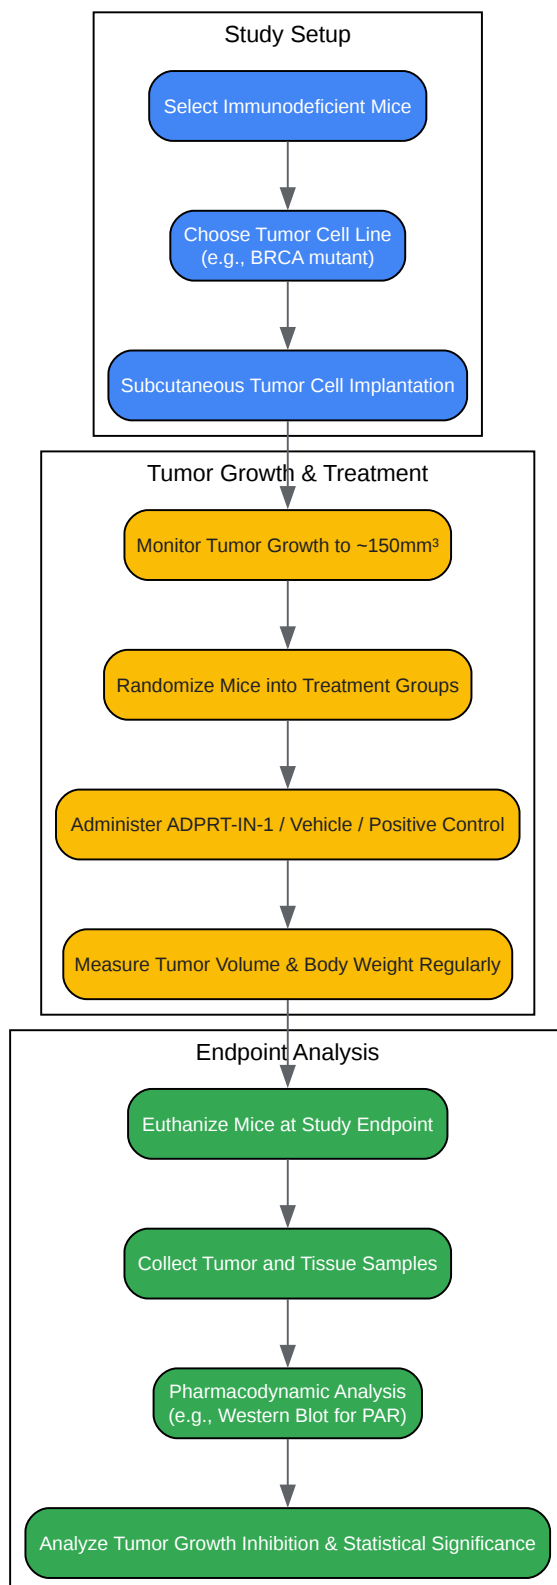 Study Setup
Select Immunodeficient Mice
Choose Tumor Cell Line
(e.g., BRCA mutant)
Subcutaneous Tumor Cell Implantation
Tumor Growth & Treatment
Monitor Tumor Growth to ~150mm³
Randomize Mice into Treatment Groups
Administer ADPRT-IN-1 / Vehicle / Positive Control
Measure Tumor Volume & Body Weight Regularly
Endpoint Analysis
Euthanize Mice at Study Endpoint
Collect Tumor and Tissue Samples
Pharmacodynamic Analysis
(e.g., Western Blot for PAR)
Analyze Tumor Growth Inhibition & Statistical Significance